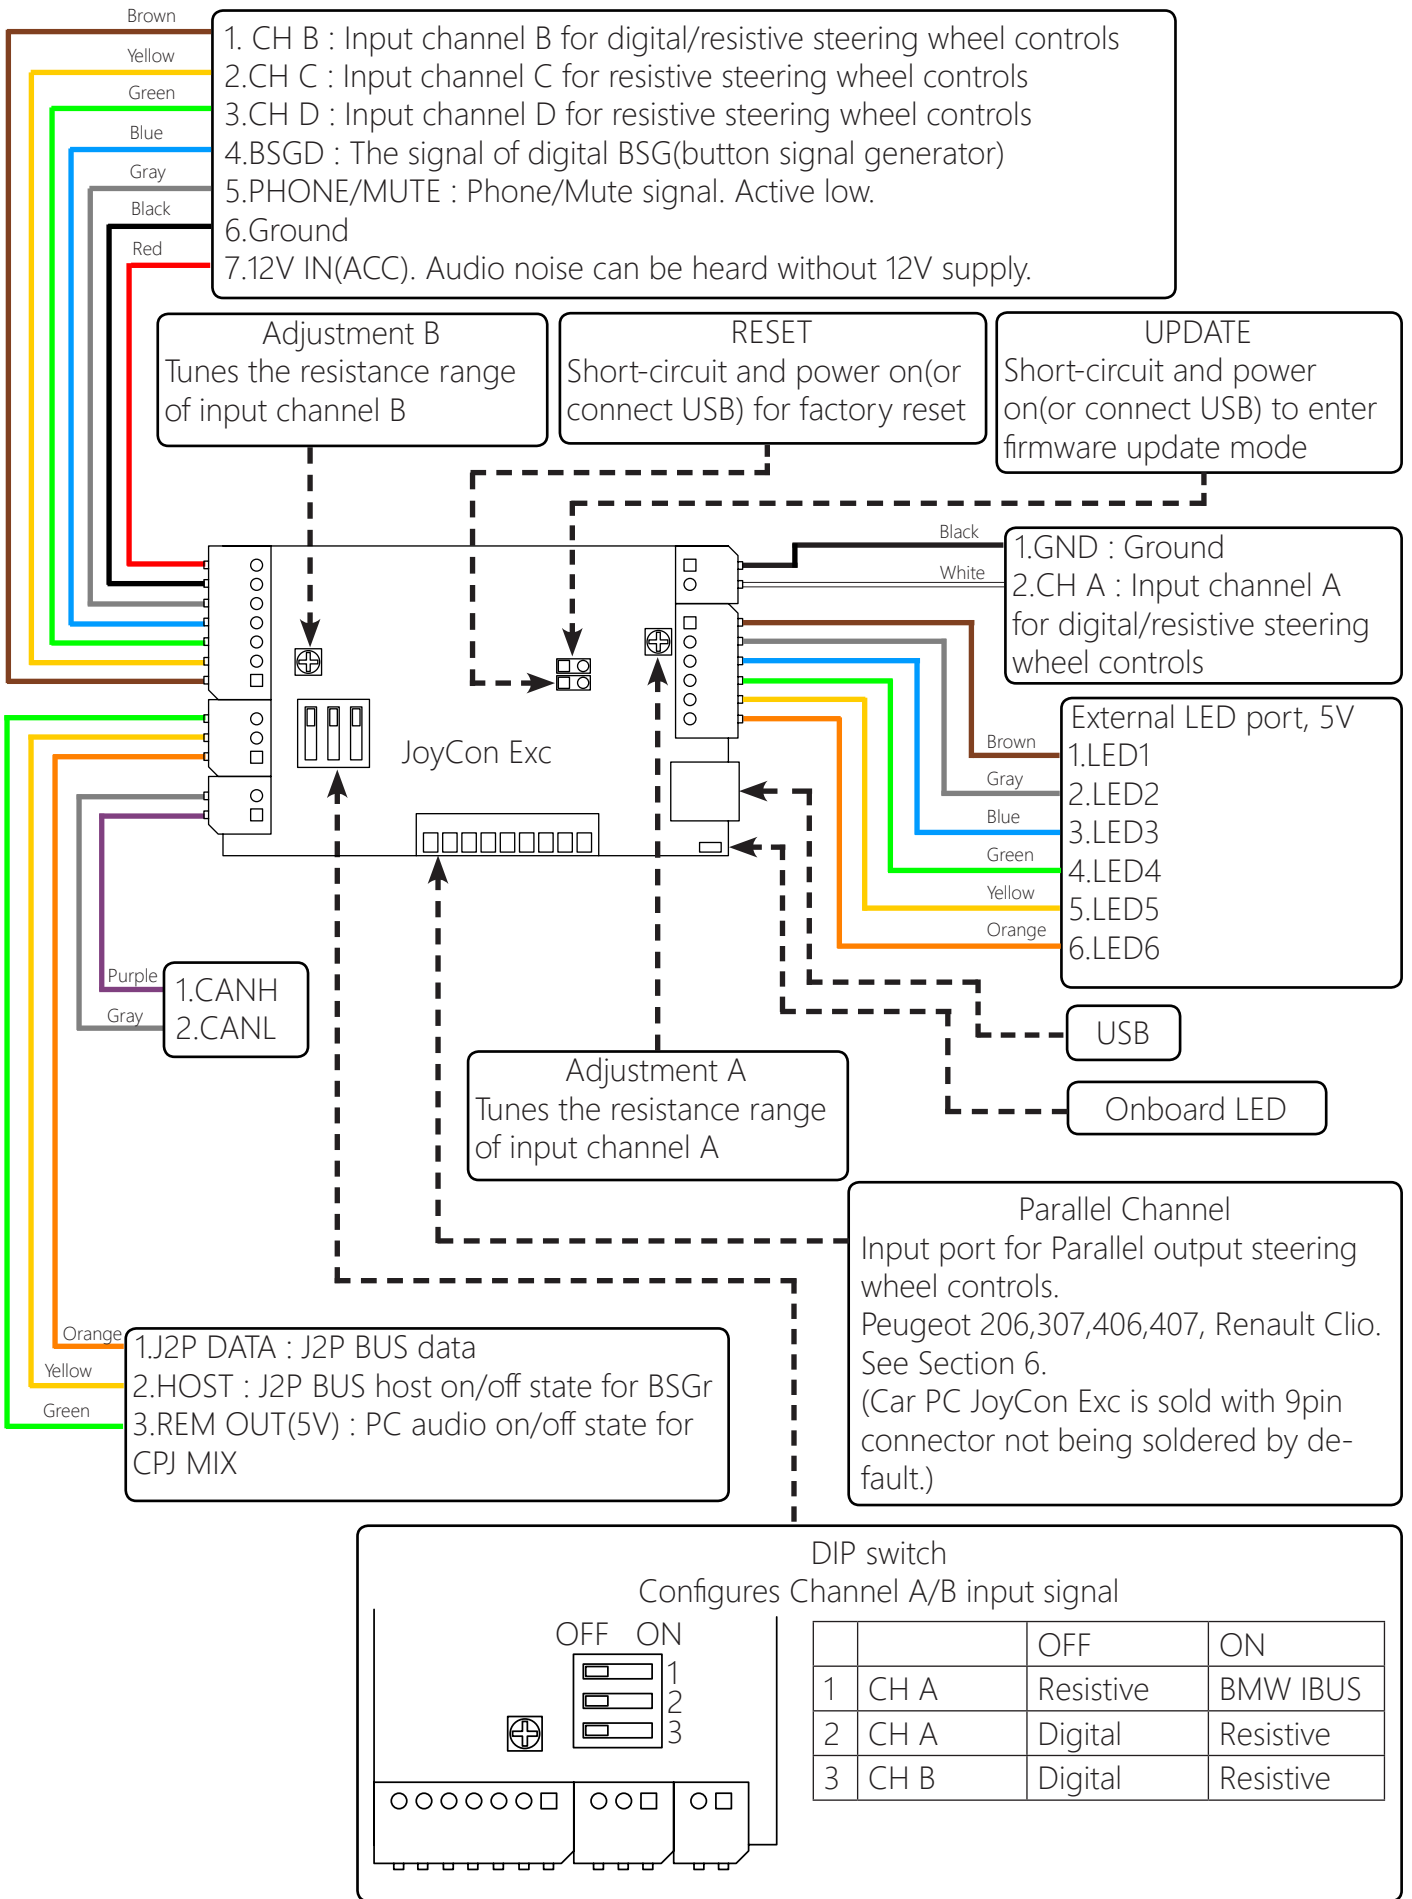 Brown
Yellow
Green
Blue
Gray
Black
Red
1. CH B : Input channel B for digital/resistive steering wheel controls
2.CH C : Input channel C for resistive steering wheel controls
3.CH D : Input channel D for resistive steering wheel controls
4.BSGD : The signal of digital BSG(button signal generator)
5.PHONE/MUTE : Phone/Mute signal. Active low.
6.Ground
7.12V IN(ACC). Audio noise can be heard without 12V supply.
Adjustment B
Tunes the resistance range
of input channel B
RESET
Short-circuit and power on(or
connect USB) for factory reset
UPDATE
Short-circuit and power
on(or connect USB) to enter
firmware update mode
Black
White
1.GND : Ground
2.CH A : Input channel A
for digital/resistive steering
wheel controls
JoyCon Exc
Brown
Gray
Blue
Green
Yellow
Orange
External LED port, 5V
1.LED1
2.LED2
3.LED3
4.LED4
5.LED5
6.LED6
Purple
Gray
1.CANH
2.CANL
USB
Onboard LED
Adjustment A
Tunes the resistance range
of input channel A
Parallel Channel
Input port for Parallel output steering
wheel controls.
Peugeot 206,307,406,407, Renault Clio.
See Section 6.
(Car PC JoyCon Exc is sold with 9pin
connector not being soldered by de-
fault.)
Orange
Yellow
Green
1.J2P DATA : J2P BUS data
2.HOST : J2P BUS host on/off state for BSGr
3.REM OUT(5V) : PC audio on/off state for
CPJ MIX
DIP switch
Configures Channel A/B input signal
OFF ON
1
2
3
OFF ON
1 CH A Resistive BMW IBUS
2 CH A Digital Resistive
3 CH B Digital Resistive